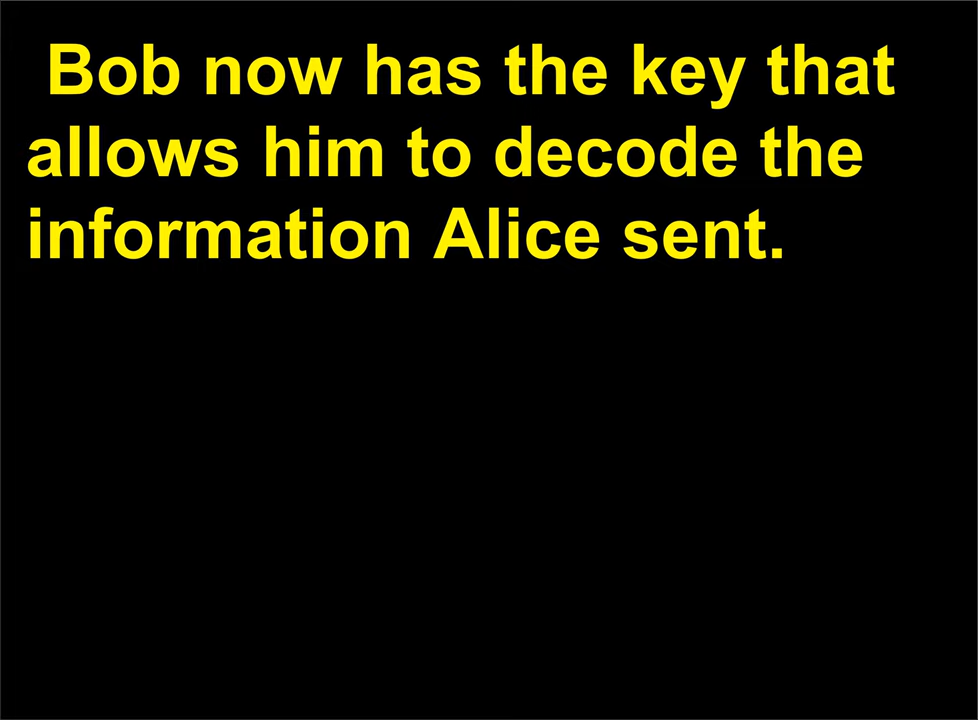 Bob now has the key that
allows him to decode the
information Alice sent.